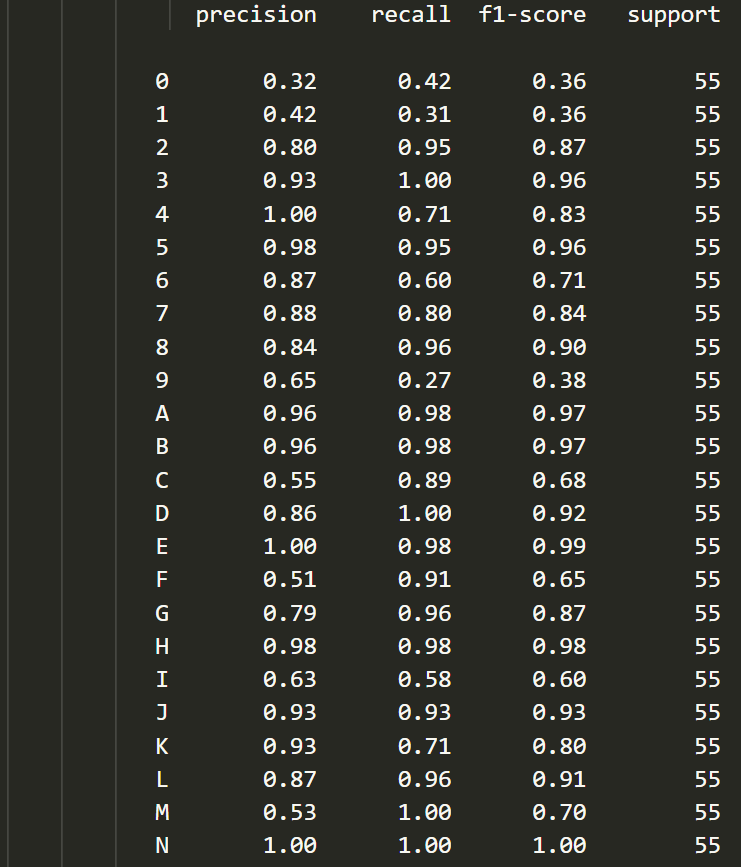 precision recall f1-score support
0 0.32 0.42 0.36 55
1 0.42 0.31 0.36 55
2 0.80 0.95 0.87 55
3 0.93 1.00 0.96 55
4 1.00 0.71 0.83 55
5 0.98 0.95 0.96 55
6 0.87 0.60 0.71 55
7 0.88 0.80 0.84 55
8 0.84 0.96 0.90 55
9 0.65 0.27 0.38 55
A 0.96 0.98 0.97 55
B 0.96 0.98 0.97 55
C 0.55 0.89 0.68 55
D 0.86 1.00 0.92 55
E 1.00 0.98 0.99 55
F 0.51 0.91 0.65 55
G 0.79 0.96 0.87 55
H 0.98 0.98 0.98 55
I 0.63 0.58 0.60 55
J 0.93 0.93 0.93 55
K 0.93 0.71 0.80 55
L 0.87 0.96 0.91 55
M 0.53 1.00 0.70 55
N 1.00 1.00 1.00 55